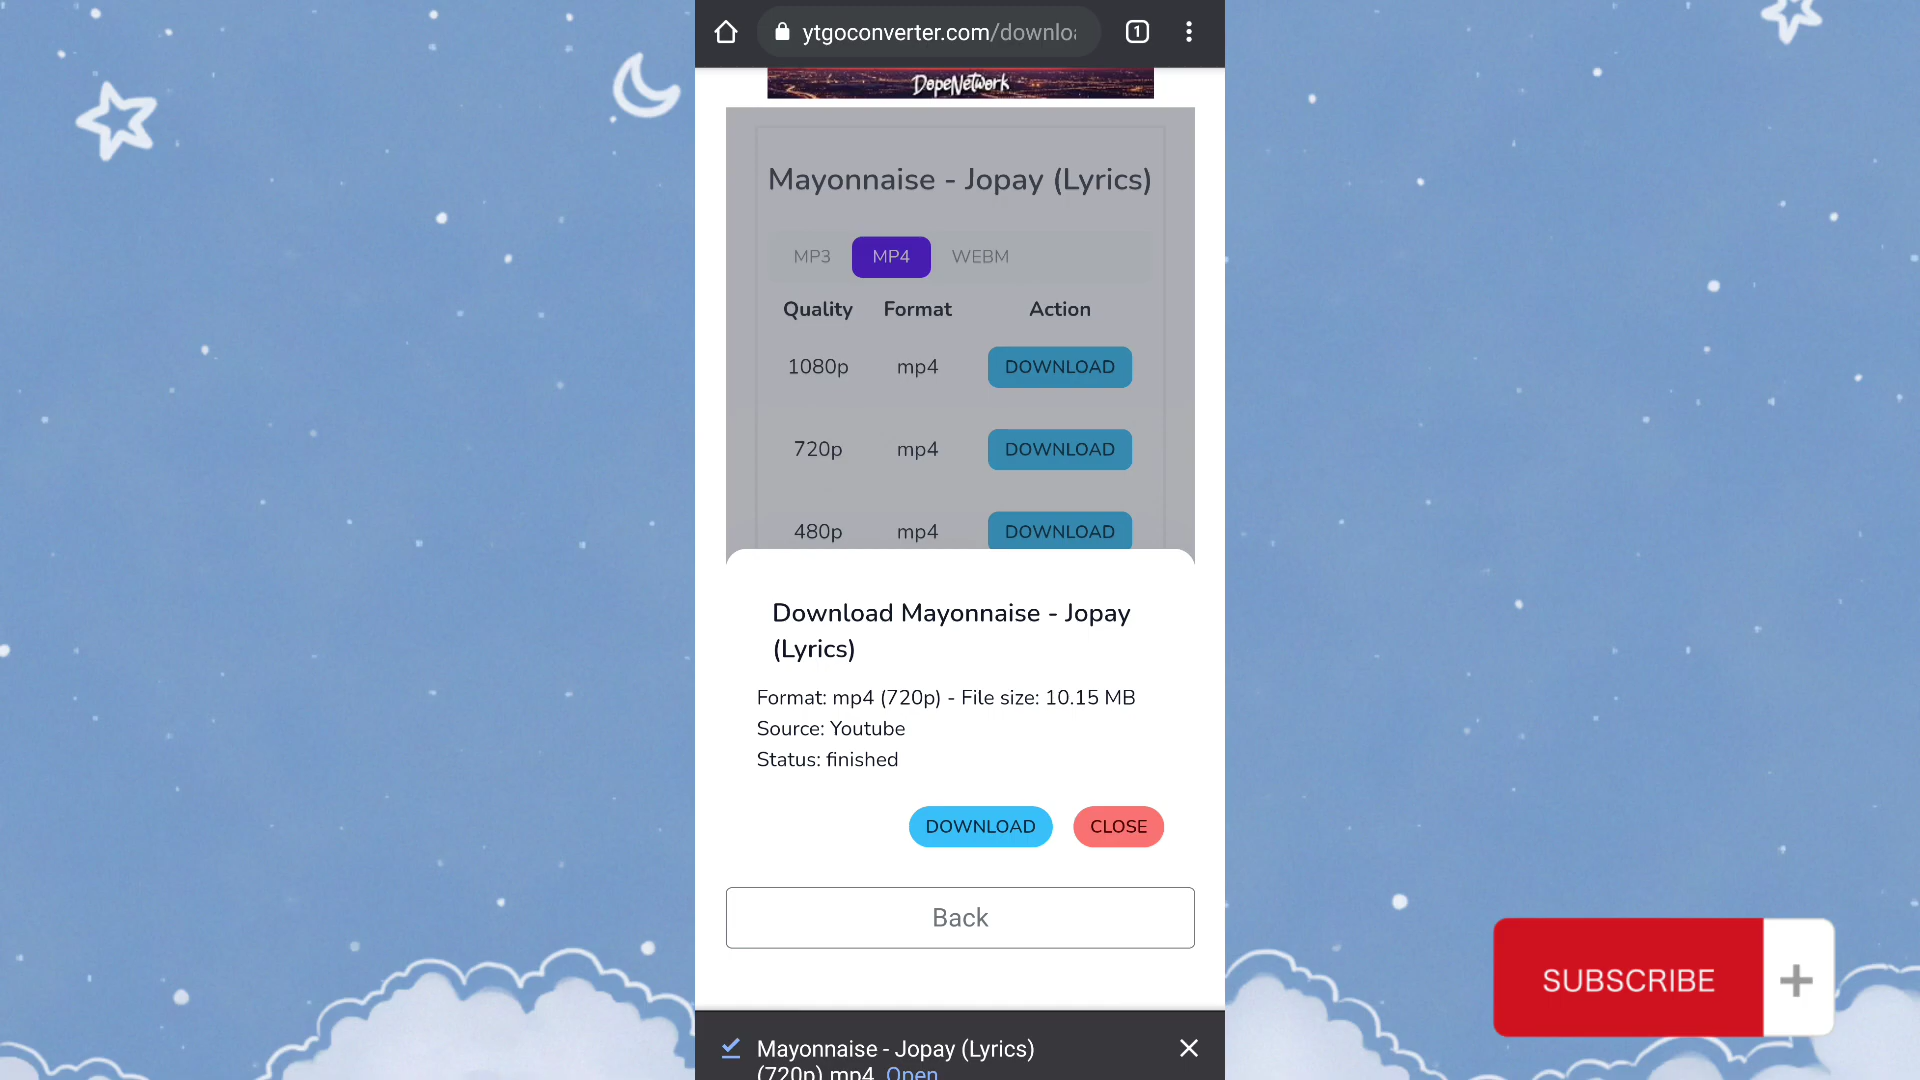 ytgoconverter.com/downlo
1
DopeNetwork
Mayonnaise - Jopay (Lyrics)
MP3 MP4 WEBM
Quality Format Action
1080p mp4 DOWNLOAD
720p mp4 DOWNLOAD
480p mp4 DOWNLOAD
Download Mayonnaise - Jopay
(Lyrics)
Format: mp4 (720p) - File size: 10.15 MB
Source: Youtube
Status: finished
DOWNLOAD CLOSE
Back
SUBSCRIBE
Mayonnaise - Jopay (Lyrics)
(720p).mp4 Open